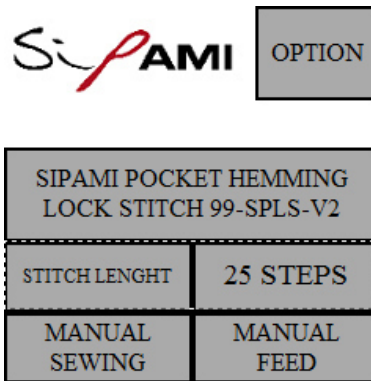 SiPAMI
OPTION
SIPAMI POCKET HEMMING
LOCK STITCH 99-SPLS-V2
STITCH LENGHT
25 STEPS
MANUAL
SEWING
MANUAL
FEED